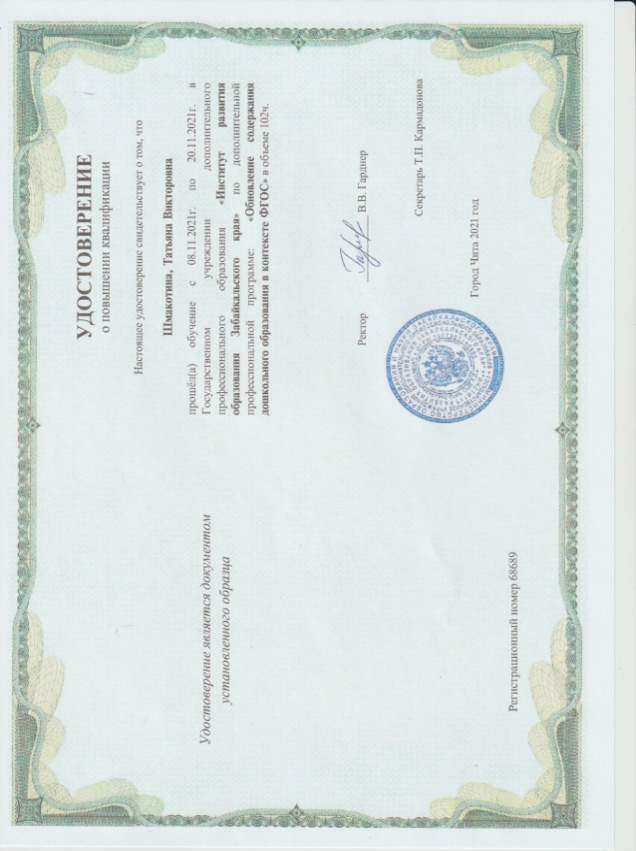 Удостоверение является документом
установленного образца
Регистрационный номер 68689
УДОСТОВЕРЕНИЕ
о повышении квалификации
Настоящее удостоверение свидетельствует о том, что
Шмакотина, Татьяна Викторовна
прошёл(а) обучение с 08.11.2021г. по 20.11.2021г. в
Государственном учреждении дополнительного
профессионального образования «Институт развития
образования Забайкальского края» по дополнительной
профессиональной программе: «Обновление содержания
дошкольного образования в контексте ФГОС» в объеме 102ч.
Ректор В.В. Гардиер
Секретарь Т.П. Кармадонова
Город Чита 2021 год